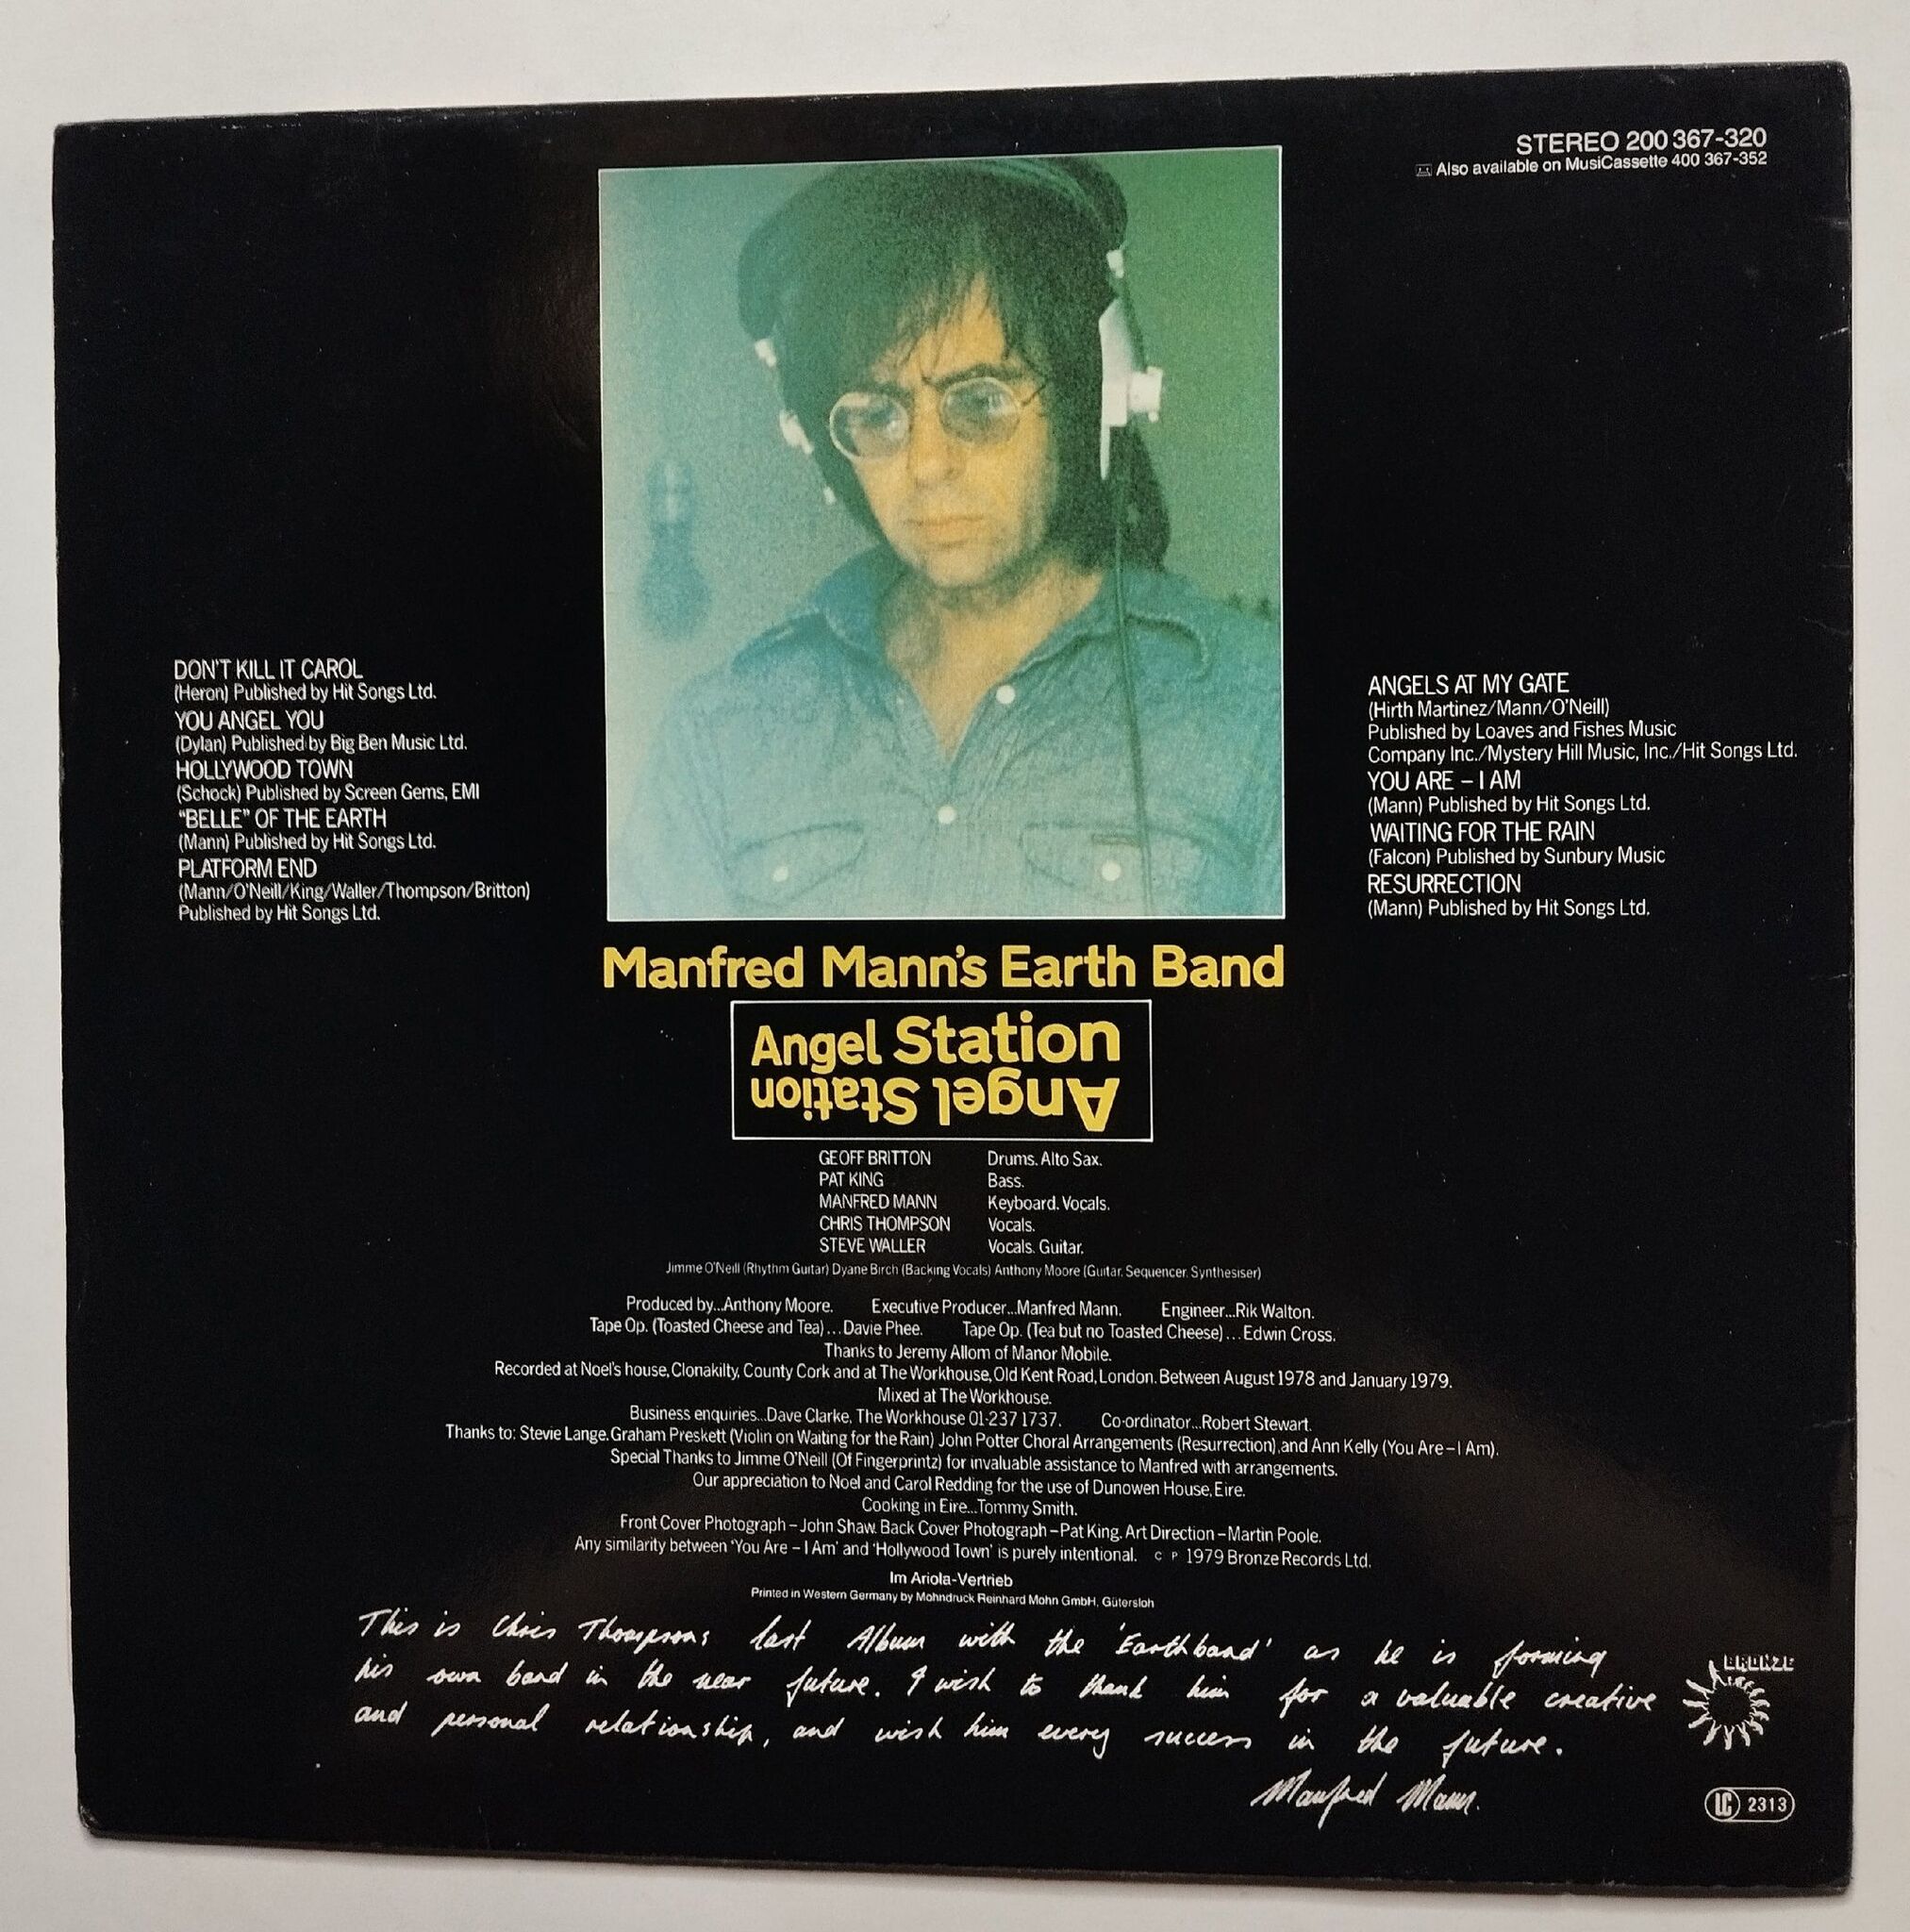 STEREO 200 367-320
Also available on MusiCassette 400 367-352
DON'T KILL IT CAROL
(Heron) Published by Hit Songs Ltd.
YOU ANGEL YOU
(Dylan) Published by Big Ben Music Ltd.
HOLLYWOOD TOWN
(Schock) Published by Screen Gems, EMI
"BELLE" OF THE EARTH
(Mann) Published by Hit Songs Ltd.
PLATFORM END
(Mann/O'Neill/King/Waller/Thompson/Britton)
Published by Hit Songs Ltd.
ANGELS AT MY GATE
(Hirth Martinez/Mann/O'Neill)
Published by Loaves and Fishes Music
Company Inc./Mystery Hill Music, Inc./Hit Songs Ltd.
YOU ARE – I AM
(Mann) Published by Hit Songs Ltd.
WAITING FOR THE RAIN
(Falcon) Published by Sunbury Music
RESURRECTION
(Mann) Published by Hit Songs Ltd.
Manfred Mann's Earth Band
Angel Station
Angel Station
GEOFF BRITTON Drums. Alto Sax.
PAT KING Bass.
MANFRED MANN Keyboard. Vocals.
CHRIS THOMPSON Vocals.
STEVE WALLER Vocals. Guitar.
Jimme O'Neill (Rhythm Guitar) Dyane Birch (Backing Vocals) Anthony Moore (Guitar. Sequencer. Synthesiser)
Produced by...Anthony Moore. Executive Producer...Manfred Mann. Engineer...Rik Walton.
Tape Op. (Toasted Cheese and Tea)...Davie Phee. Tape Op. (Tea but no Toasted Cheese)...Edwin Cross.
Thanks to Jeremy Allom of Manor Mobile.
Recorded at Noel's house, Clonakilty, County Cork and at The Workhouse, Old Kent Road, London. Between August 1978 and January 1979.
Mixed at The Workhouse.
Business enquiries...Dave Clarke, The Workhouse 01-237 1737. Co-ordinator...Robert Stewart.
Thanks to: Stevie Lange. Graham Preskett (Violin on Waiting for the Rain) John Potter Choral Arrangements (Resurrection), and Ann Kelly (You Are – I Am).
Special Thanks to Jimme O'Neill (Of Fingerprintz) for invaluable assistance to Manfred with arrangements.
Our appreciation to Noel and Carol Redding for the use of Dunowen House, Eire.
Cooking in Eire...Tommy Smith.
Front Cover Photograph – John Shaw. Back Cover Photograph – Pat King. Art Direction – Martin Poole.
Any similarity between 'You Are – I Am' and 'Hollywood Town' is purely intentional. C P 1979 Bronze Records Ltd.
Im Ariola-Vertrieb
Printed in Western Germany by Mohndruck Reinhard Mohn GmbH, Gütersloh
This is Chris Thompsons last Album with the 'Earthband' as he is forming
his own band in the near future. I wish to thank him for a valuable creative
and personal relationship, and wish him every success in the future.
Manfred Mann.
BRONZE
LC 2313